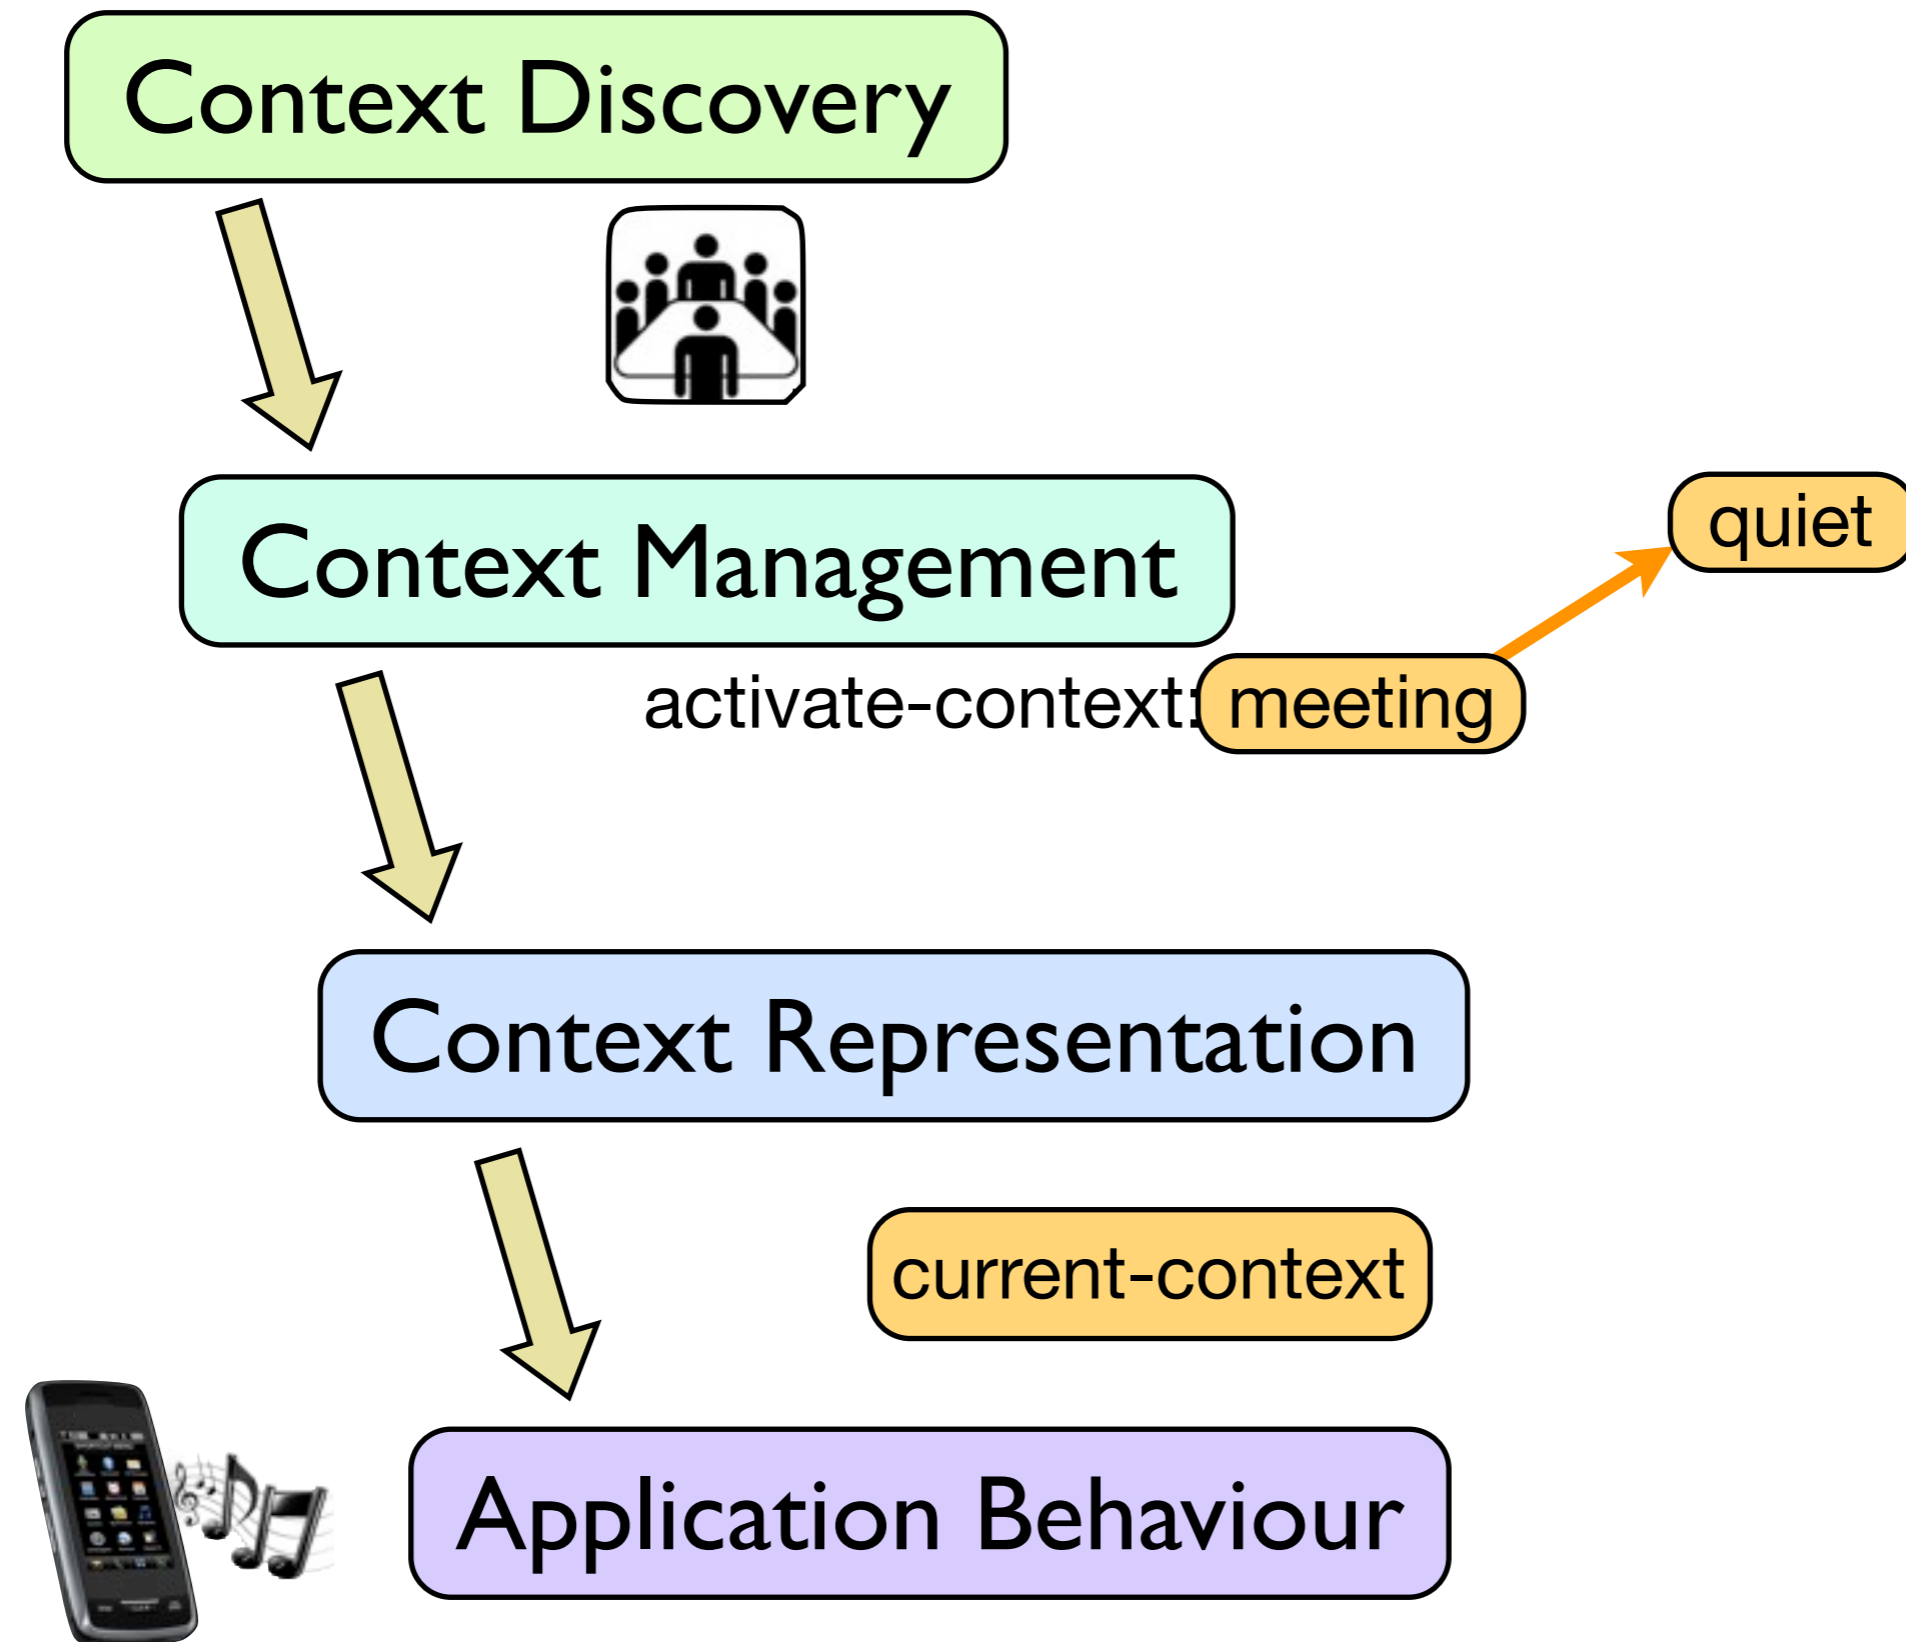 Context Discovery
Context Management
quiet
activate-context: meeting
Context Representation
current-context
Application Behaviour